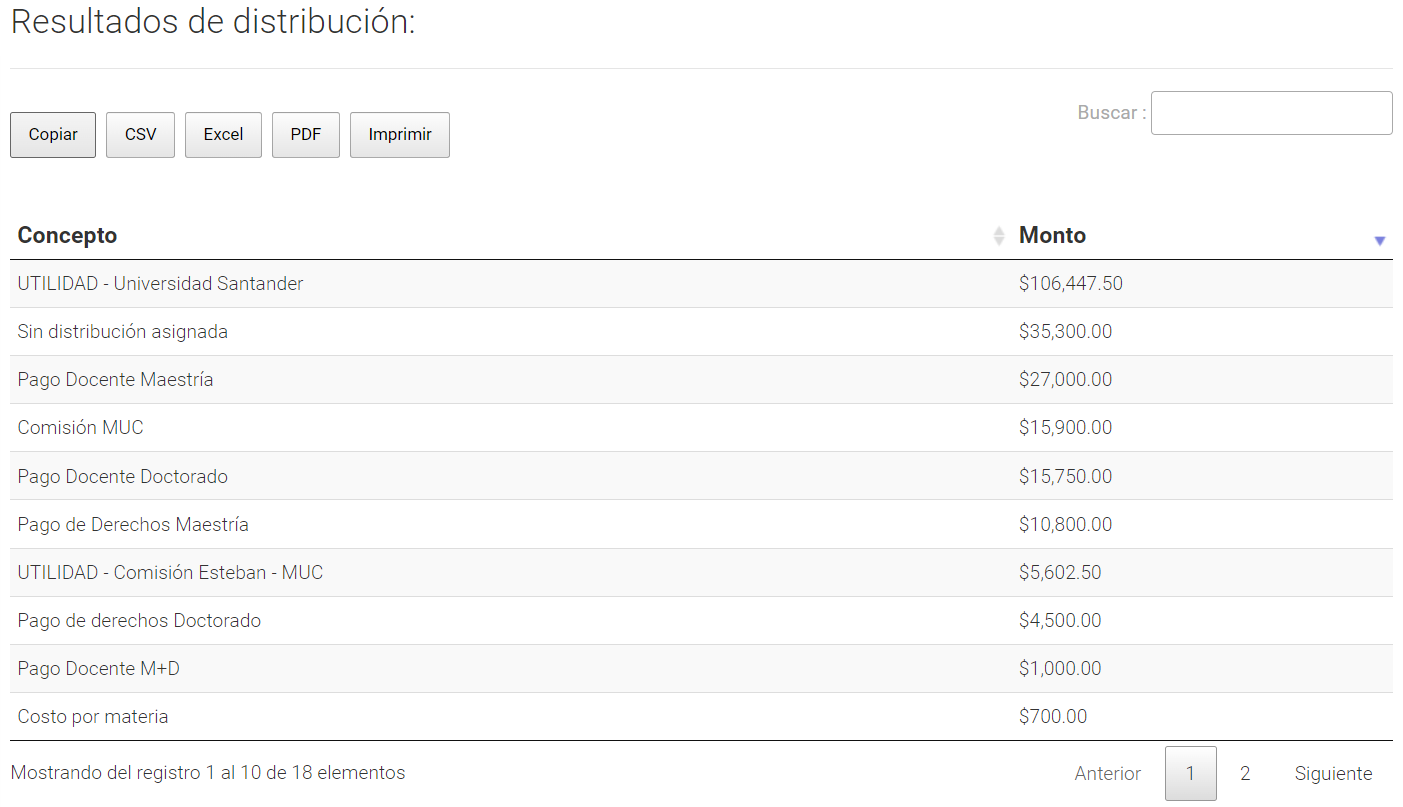 Resultados de distribución:
Copiar CSV Excel PDF Imprimir Buscar :
Concepto Monto
UTILIDAD - Universidad Santander $106,447.50
Sin distribución asignada $35,300.00
Pago Docente Maestría $27,000.00
Comisión MUC $15,900.00
Pago Docente Doctorado $15,750.00
Pago de Derechos Maestría $10,800.00
UTILIDAD - Comisión Esteban - MUC $5,602.50
Pago de derechos Doctorado $4,500.00
Pago Docente M+D $1,000.00
Costo por materia $700.00
Mostrando del registro 1 al 10 de 18 elementos Anterior 1 2 Siguiente